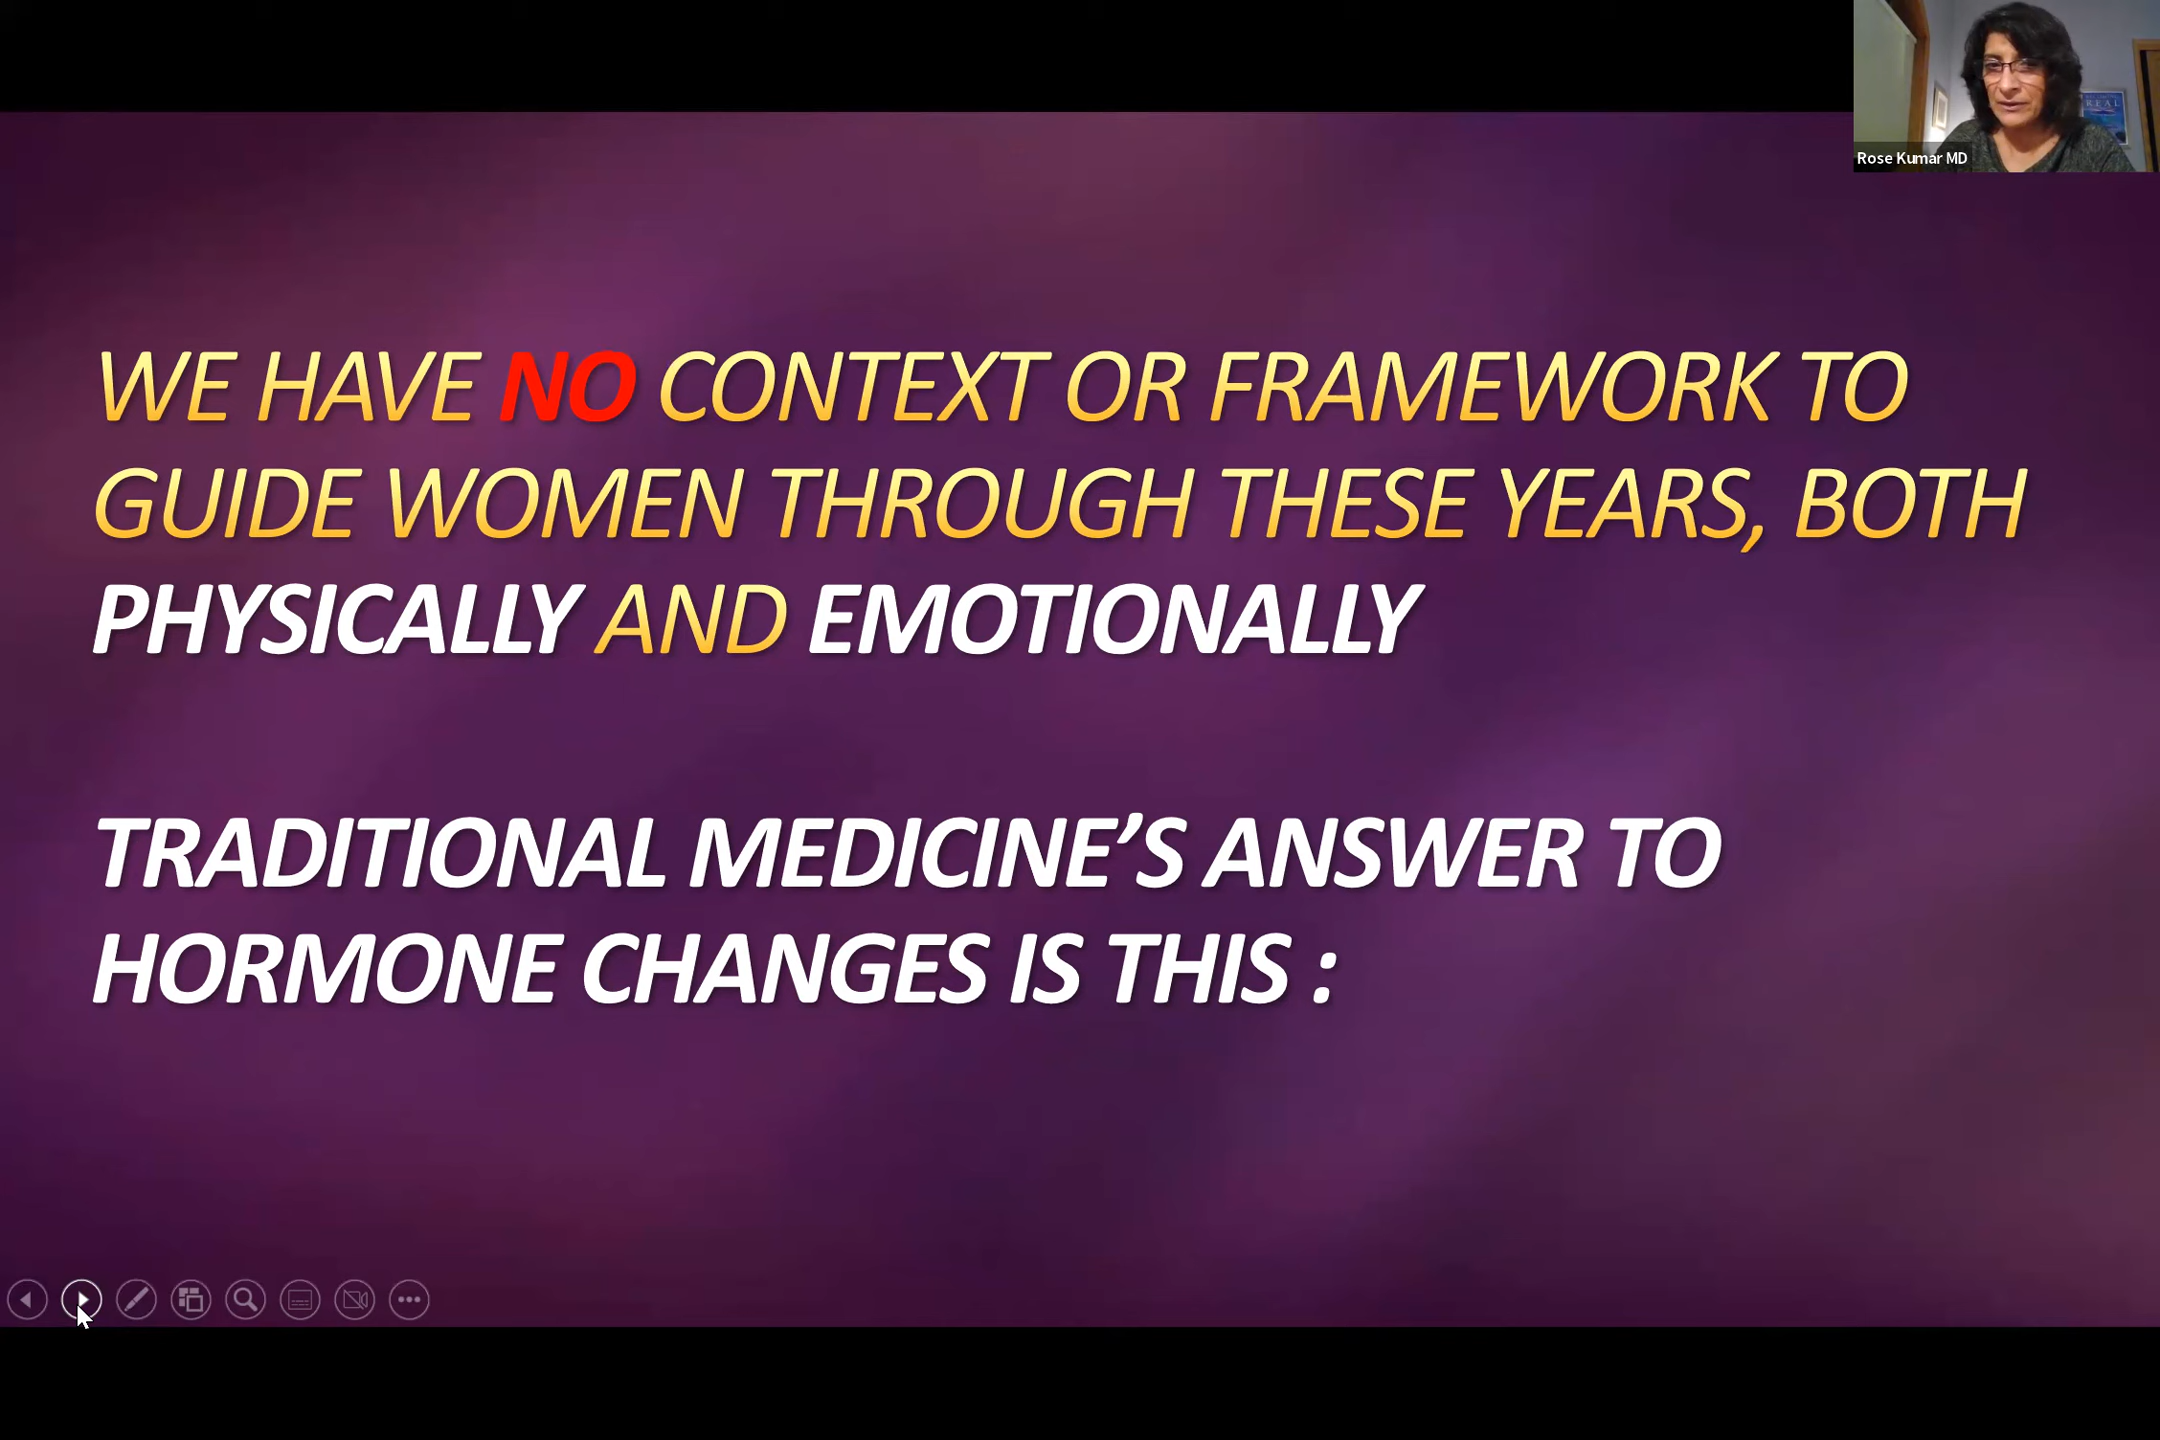 REAL
Rose Kumar MD
WE HAVE NO CONTEXT OR FRAMEWORK TO
GUIDE WOMEN THROUGH THESE YEARS, BOTH
PHYSICALLY AND EMOTIONALLY
TRADITIONAL MEDICINE’S ANSWER TO
HORMONE CHANGES IS THIS :